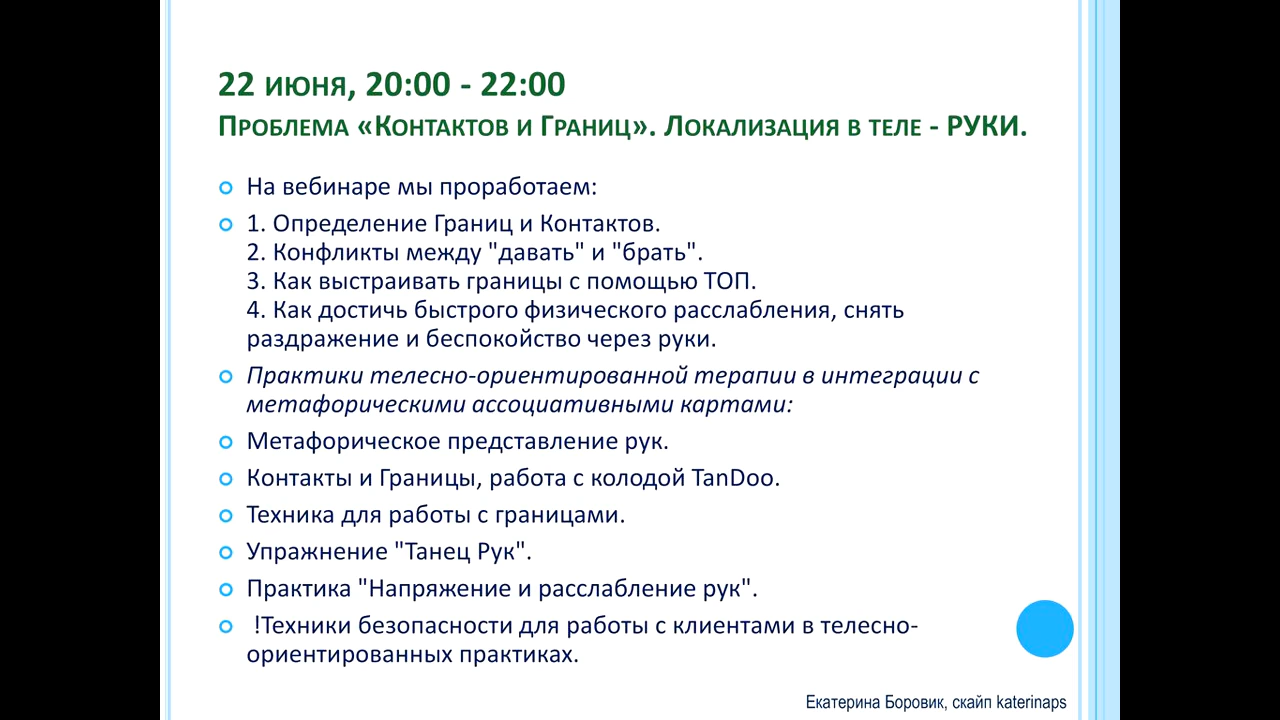 22 июня, 20:00 - 22:00
Проблема «Контактов и Границ». Локализация в теле - РУКИ.
На вебинаре мы проработаем:
1. Определение Границ и Контактов.
2. Конфликты между "давать" и "брать".
3. Как выстраивать границы с помощью ТОП.
4. Как достичь быстрого физического расслабления, снять
раздражение и беспокойство через руки.
Практики телесно-ориентированной терапии в интеграции с
метафорическими ассоциативными картами:
Метафорическое представление рук.
Контакты и Границы, работа с колодой TanDoo.
Техника для работы с границами.
Упражнение "Танец Рук".
Практика "Напряжение и расслабление рук".
!Техники безопасности для работы с клиентами в телесно-
ориентированных практиках.
Екатерина Боровик, скайп katerinaps